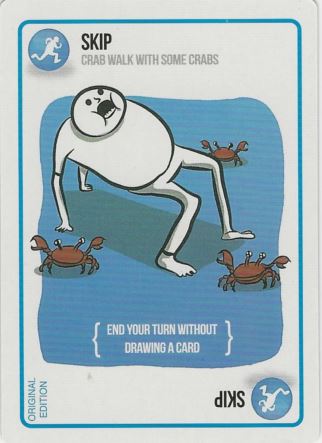 SKIP
CRAB WALK WITH SOME CRABS
END YOUR TURN WITHOUT
DRAWING A CARD
ORIGINAL
EDITION
SKIP